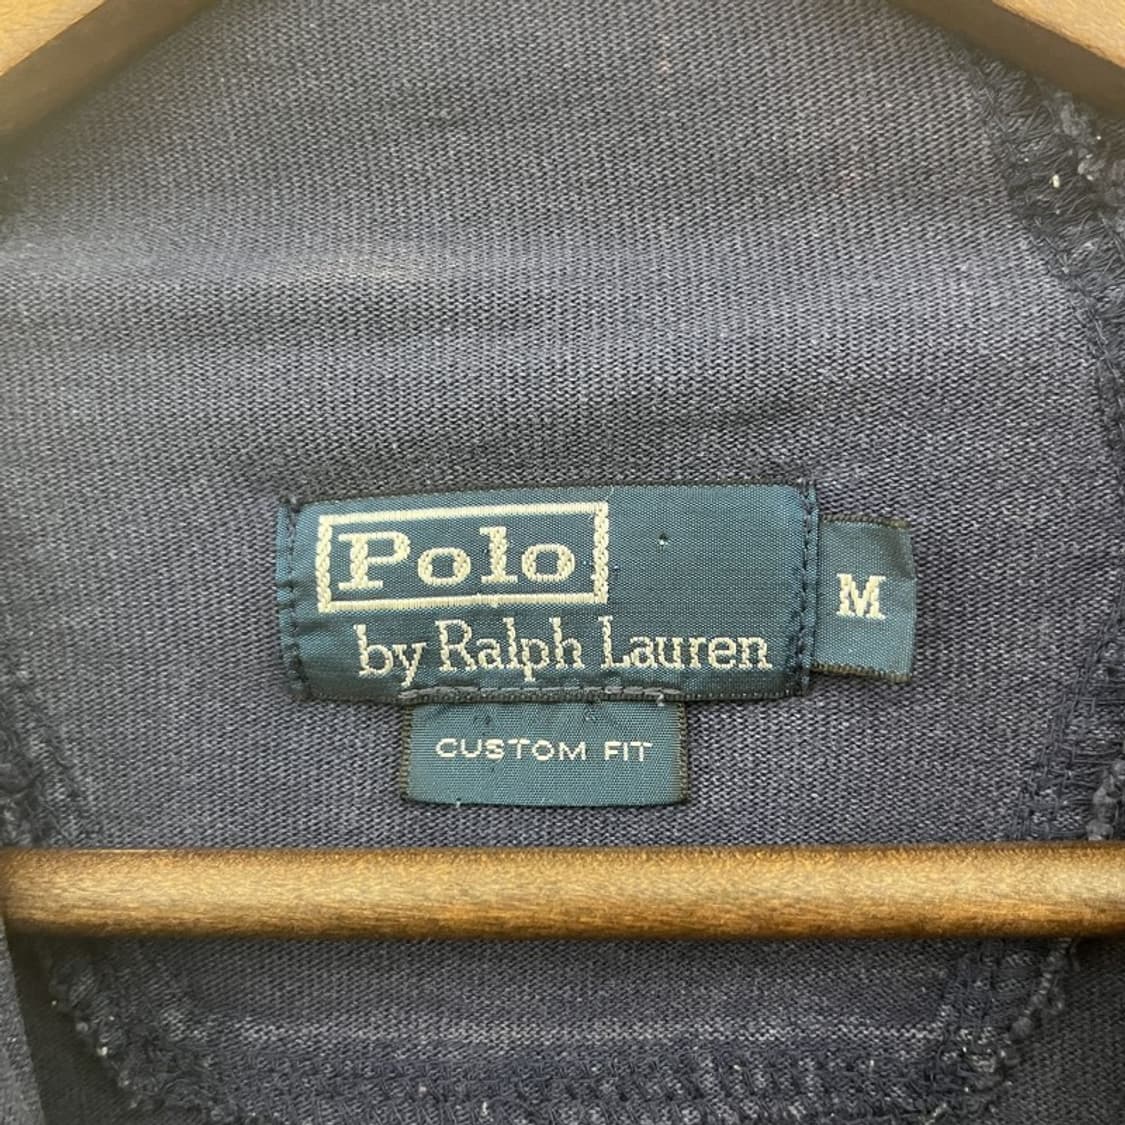 Polo
by Ralph Lauren
M
CUSTOM FIT